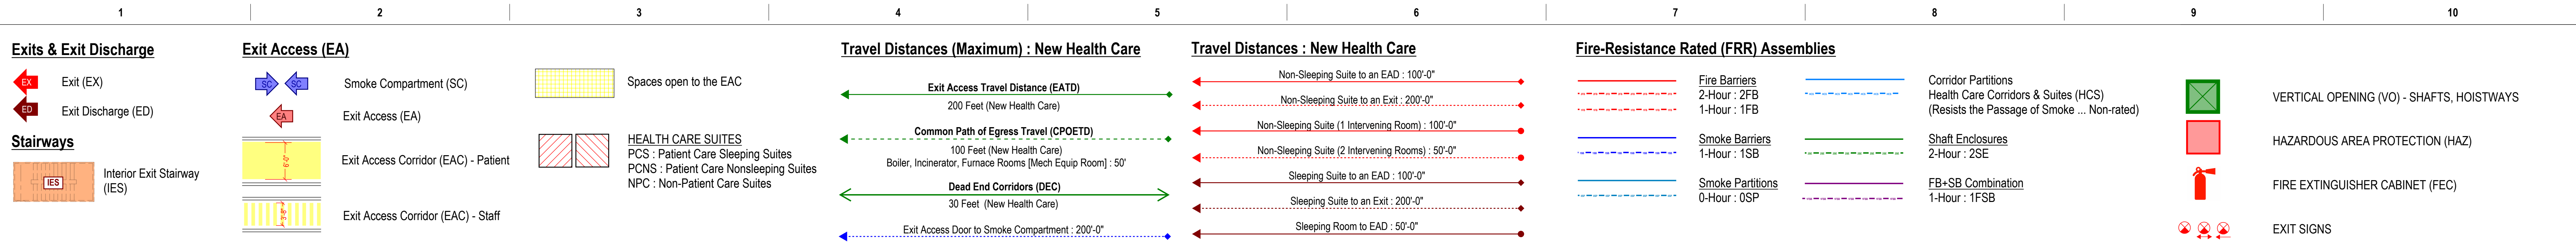 1 2 3 4 5 6 7 8 9 10
Exits & Exit Discharge
EX
Exit (EX)
ED
Exit Discharge (ED)
Stairways
IES
Interior Exit Stairway
(IES)
Exit Access (EA)
SC SC
Smoke Compartment (SC)
EA
Exit Access (EA)
Exit Access Corridor (EAC) - Patient
Exit Access Corridor (EAC) - Staff
Spaces open to the EAC
HEALTH CARE SUITES
PCS : Patient Care Sleeping Suites
PCNS : Patient Care Nonsleeping Suites
NPC : Non-Patient Care Suites
Travel Distances (Maximum) : New Health Care
Exit Access Travel Distance (EATD)
200 Feet (New Health Care)
Common Path of Egress Travel (CPOETD)
100 Feet (New Health Care)
Boiler, Incinerator, Furnace Rooms [Mech Equip Room] : 50'
Dead End Corridors (DEC)
30 Feet (New Health Care)
Exit Access Door to Smoke Compartment : 200'-0"
Travel Distances : New Health Care
Non-Sleeping Suite to an EAD : 100'-0"
Non-Sleeping Suite to an Exit : 200'-0"
Non-Sleeping Suite (1 Intervening Room) : 100'-0"
Non-Sleeping Suite (2 Intervening Rooms) : 50'-0"
Sleeping Suite to an EAD : 100'-0"
Sleeping Suite to an Exit : 200'-0"
Sleeping Room to EAD : 50'-0"
Fire-Resistance Rated (FRR) Assemblies
Fire Barriers
2-Hour : 2FB
1-Hour : 1FB
Smoke Barriers
1-Hour : 1SB
Smoke Partitions
0-Hour : 0SP
Corridor Partitions
Health Care Corridors & Suites (HCS)
(Resists the Passage of Smoke ... Non-rated)
Shaft Enclosures
2-Hour : 2SE
FB+SB Combination
1-Hour : 1FSB
VERTICAL OPENING (VO) - SHAFTS, HOISTWAYS
HAZARDOUS AREA PROTECTION (HAZ)
FIRE EXTINGUISHER CABINET (FEC)
EXIT SIGNS